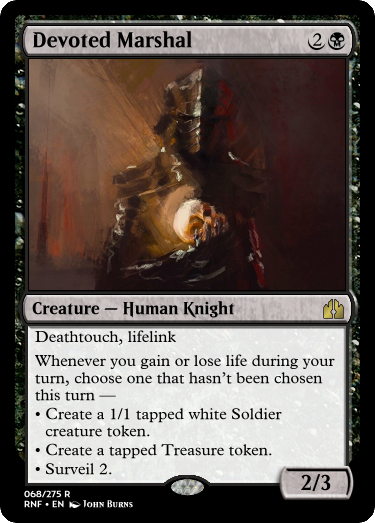 Devoted Marshal 2
Creature — Human Knight
Deathtouch, lifelink
Whenever you gain or lose life during your
turn, choose one that hasn't been chosen
this turn —
• Create a 1/1 tapped white Soldier
creature token.
• Create a tapped Treasure token.
• Surveil 2.
2/3
068/275 R
RNF • EN John Burns